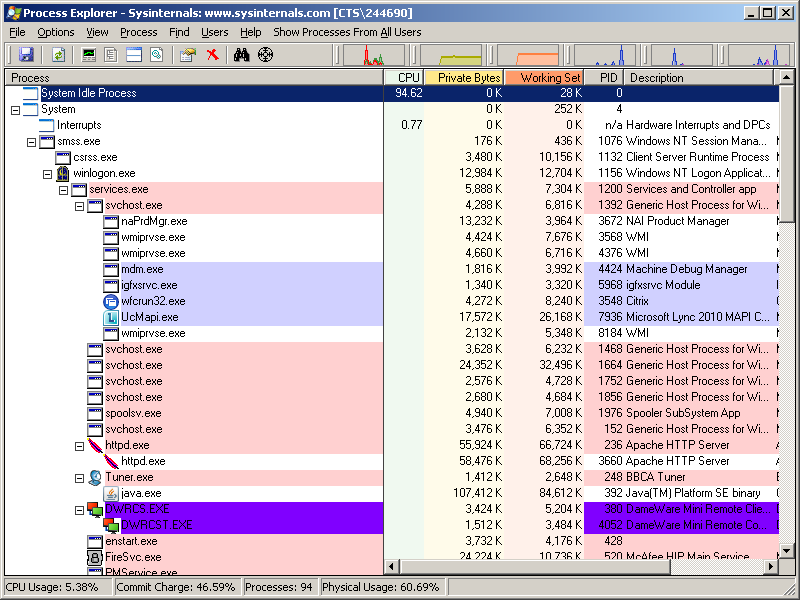 Process Explorer - Sysinternals: www.sysinternals.com [CTS\244690]
File Options View Process Find Users Help Show Processes From All Users
Process CPU Private Bytes Working Set PID Description
System Idle Process 94.62 0 K 28 K 0
System 0 K 252 K 4
Interrupts 0.77 0 K 0 K n/a Hardware Interrupts and DPCs
smss.exe 176 K 436 K 1076 Windows NT Session Mana...
csrss.exe 3,480 K 10,156 K 1132 Client Server Runtime Process
winlogon.exe 12,984 K 12,704 K 1156 Windows NT Logon Applicat...
services.exe 5,888 K 7,304 K 1200 Services and Controller app
svchost.exe 4,288 K 6,816 K 1392 Generic Host Process for Wi...
naPrdMgr.exe 13,232 K 3,964 K 3672 NAI Product Manager
wmiprvse.exe 4,424 K 7,676 K 3568 WMI
wmiprvse.exe 4,660 K 6,716 K 4376 WMI
mdm.exe 1,816 K 3,992 K 4424 Machine Debug Manager
igfxsrvc.exe 1,340 K 3,320 K 5968 igfxsrvc Module
wfcrun32.exe 4,272 K 8,240 K 3548 Citrix
UcMapi.exe 17,572 K 26,168 K 7936 Microsoft Lync 2010 MAPI C...
wmiprvse.exe 2,132 K 5,348 K 8184 WMI
svchost.exe 3,628 K 6,232 K 1468 Generic Host Process for Wi...
svchost.exe 24,352 K 32,496 K 1664 Generic Host Process for Wi...
svchost.exe 2,576 K 4,728 K 1752 Generic Host Process for Wi...
svchost.exe 2,680 K 4,684 K 1856 Generic Host Process for Wi...
spoolsv.exe 4,940 K 7,008 K 1976 Spooler SubSystem App
svchost.exe 3,476 K 6,352 K 152 Generic Host Process for Wi...
httpd.exe 55,924 K 66,724 K 236 Apache HTTP Server
httpd.exe 58,476 K 68,256 K 3660 Apache HTTP Server
Tuner.exe 1,412 K 2,648 K 248 BBCA Tuner
java.exe 107,412 K 84,612 K 392 Java(TM) Platform SE binary
DWRCS.EXE 3,424 K 5,204 K 380 DameWare Mini Remote Clie...
DWRCST.EXE 1,512 K 3,484 K 4052 DameWare Mini Remote Co...
enstart.exe 3,732 K 4,176 K 428
FireSvc.exe 24,224 K 10,736 K 520 McAfee HIP Main Service
PMService.exe
CPU Usage: 5.38% Commit Charge: 46.59% Processes: 94 Physical Usage: 60.69%